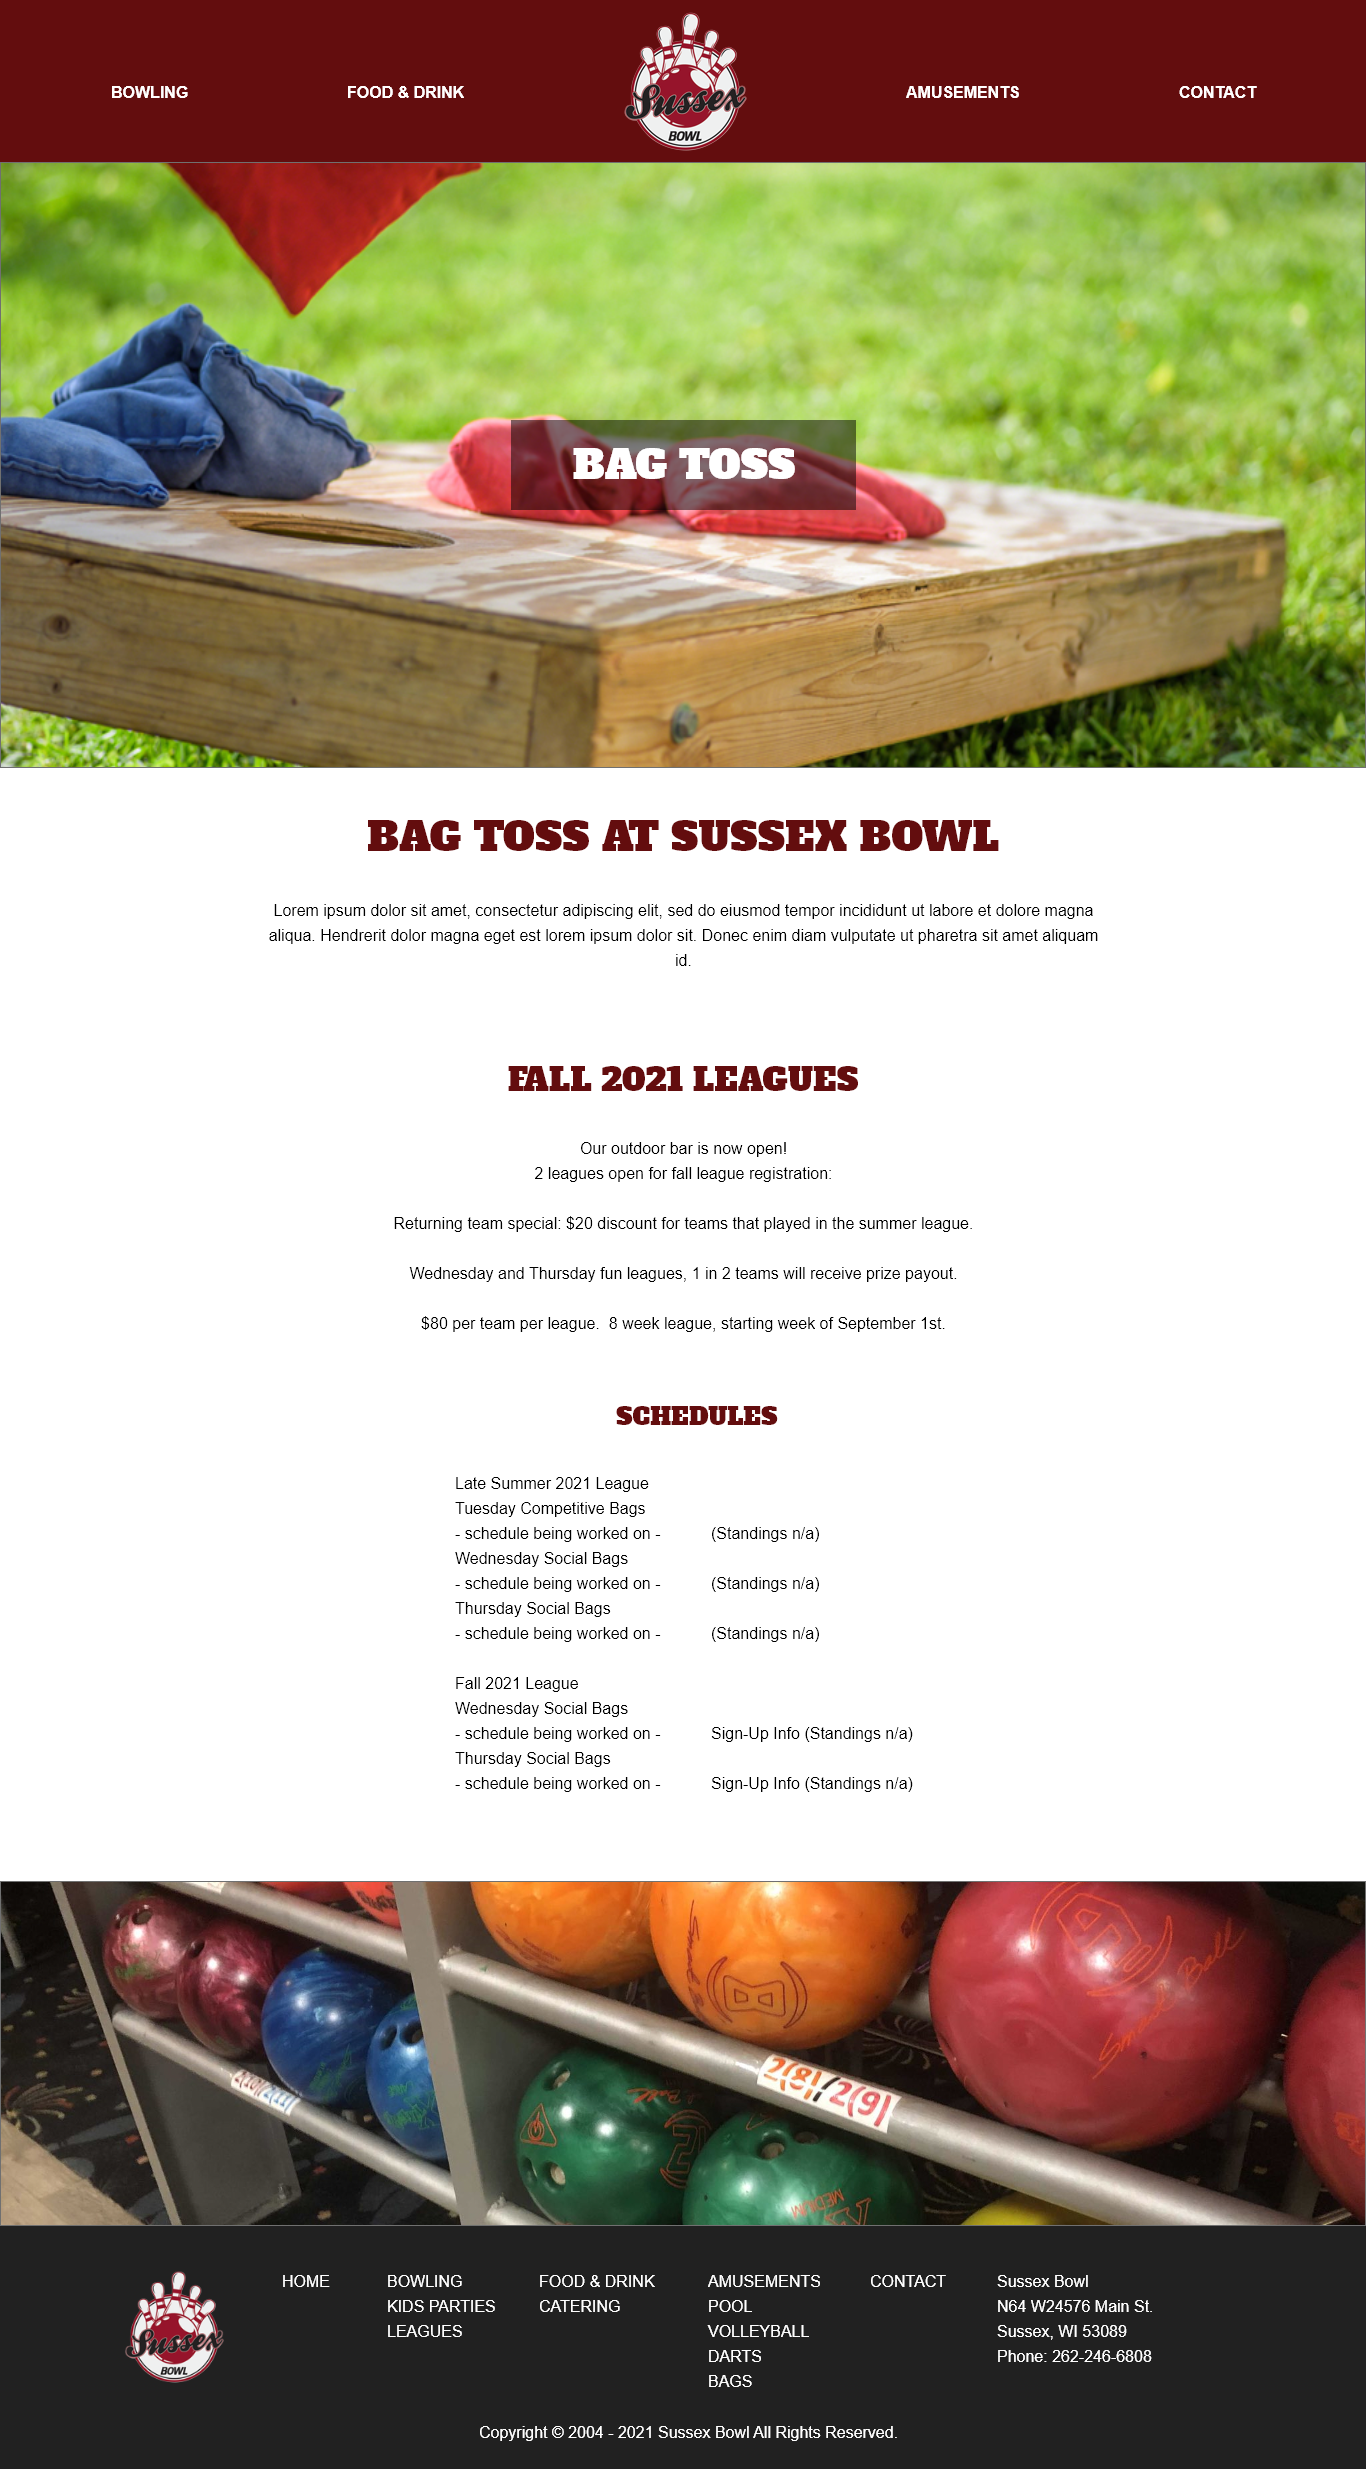 BOWLING
FOOD & DRINK
Sussex
BOWL
AMUSEMENTS
CONTACT
BAG TOSS
BAG TOSS AT SUSSEX BOWL
Lorem ipsum dolor sit amet, consectetur adipiscing elit, sed do eiusmod tempor incididunt ut labore et dolore magna
aliqua. Hendrerit dolor magna eget est lorem ipsum dolor sit. Donec enim diam vulputate ut pharetra sit amet aliquam
id.
FALL 2021 LEAGUES
Our outdoor bar is now open!
2 leagues open for fall league registration:
Returning team special: $20 discount for teams that played in the summer league.
Wednesday and Thursday fun leagues, 1 in 2 teams will receive prize payout.
$80 per team per league.  8 week league, starting week of September 1st.
SCHEDULES
Late Summer 2021 League
Tuesday Competitive Bags
- schedule being worked on - (Standings n/a)
Wednesday Social Bags
- schedule being worked on - (Standings n/a)
Thursday Social Bags
- schedule being worked on - (Standings n/a)
Fall 2021 League
Wednesday Social Bags
- schedule being worked on - Sign-Up Info (Standings n/a)
Thursday Social Bags
- schedule being worked on - Sign-Up Info (Standings n/a)
Small Ball
2(8)/2(9)
Ball
MEDIUM
Sussex
BOWL
HOME
BOWLING
KIDS PARTIES
LEAGUES
FOOD & DRINK
CATERING
AMUSEMENTS
POOL
VOLLEYBALL
DARTS
BAGS
CONTACT
Sussex Bowl
N64 W24576 Main St.
Sussex, WI 53089
Phone: 262-246-6808
Copyright © 2004 - 2021 Sussex Bowl All Rights Reserved.